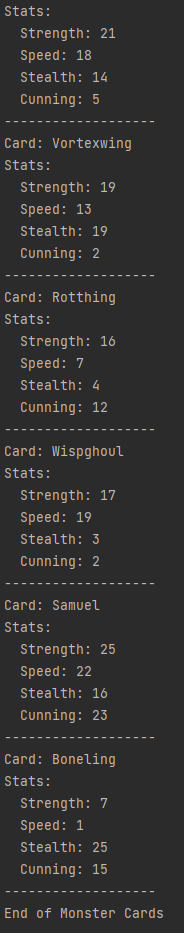 Stats:
  Strength: 21
  Speed: 18
  Stealth: 14
  Cunning: 5
-------------------
Card: Vortexwing
Stats:
  Strength: 19
  Speed: 13
  Stealth: 19
  Cunning: 2
-------------------
Card: Rotthing
Stats:
  Strength: 16
  Speed: 7
  Stealth: 4
  Cunning: 12
-------------------
Card: Wispghoul
Stats:
  Strength: 17
  Speed: 19
  Stealth: 3
  Cunning: 2
-------------------
Card: Samuel
Stats:
  Strength: 25
  Speed: 22
  Stealth: 16
  Cunning: 23
-------------------
Card: Boneling
Stats:
  Strength: 7
  Speed: 1
  Stealth: 25
  Cunning: 15
-------------------
End of Monster Cards